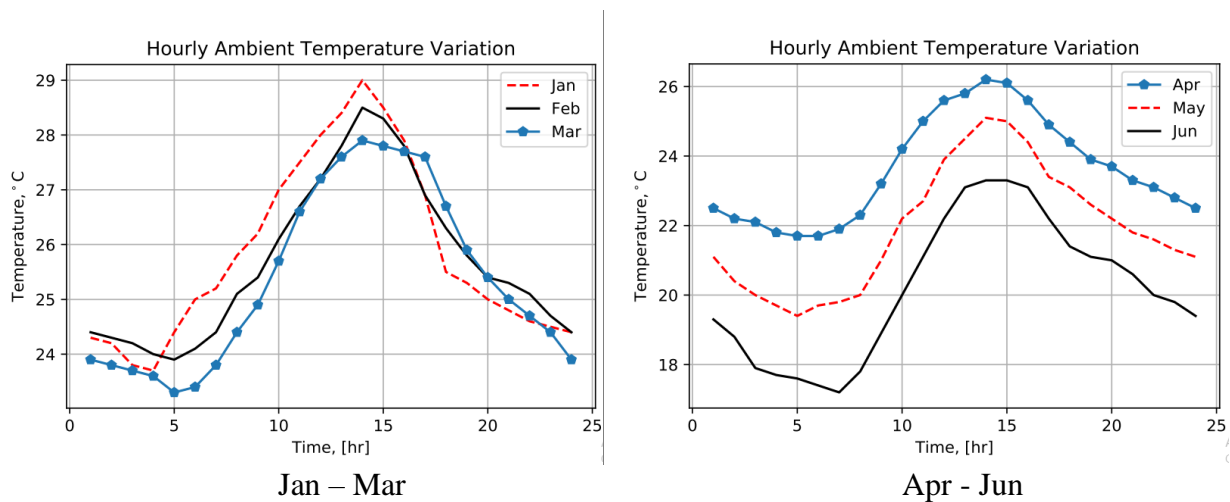 Hourly Ambient Temperature Variation
29
28
27
26
25
24
Temperature, °C
0 5 10 15 20 25
Time, [hr]
Jan
Feb
Mar
Jan – Mar
Hourly Ambient Temperature Variation
26
24
22
20
18
Temperature, °C
0 5 10 15 20 25
Time, [hr]
Apr
May
Jun
Apr - Jun